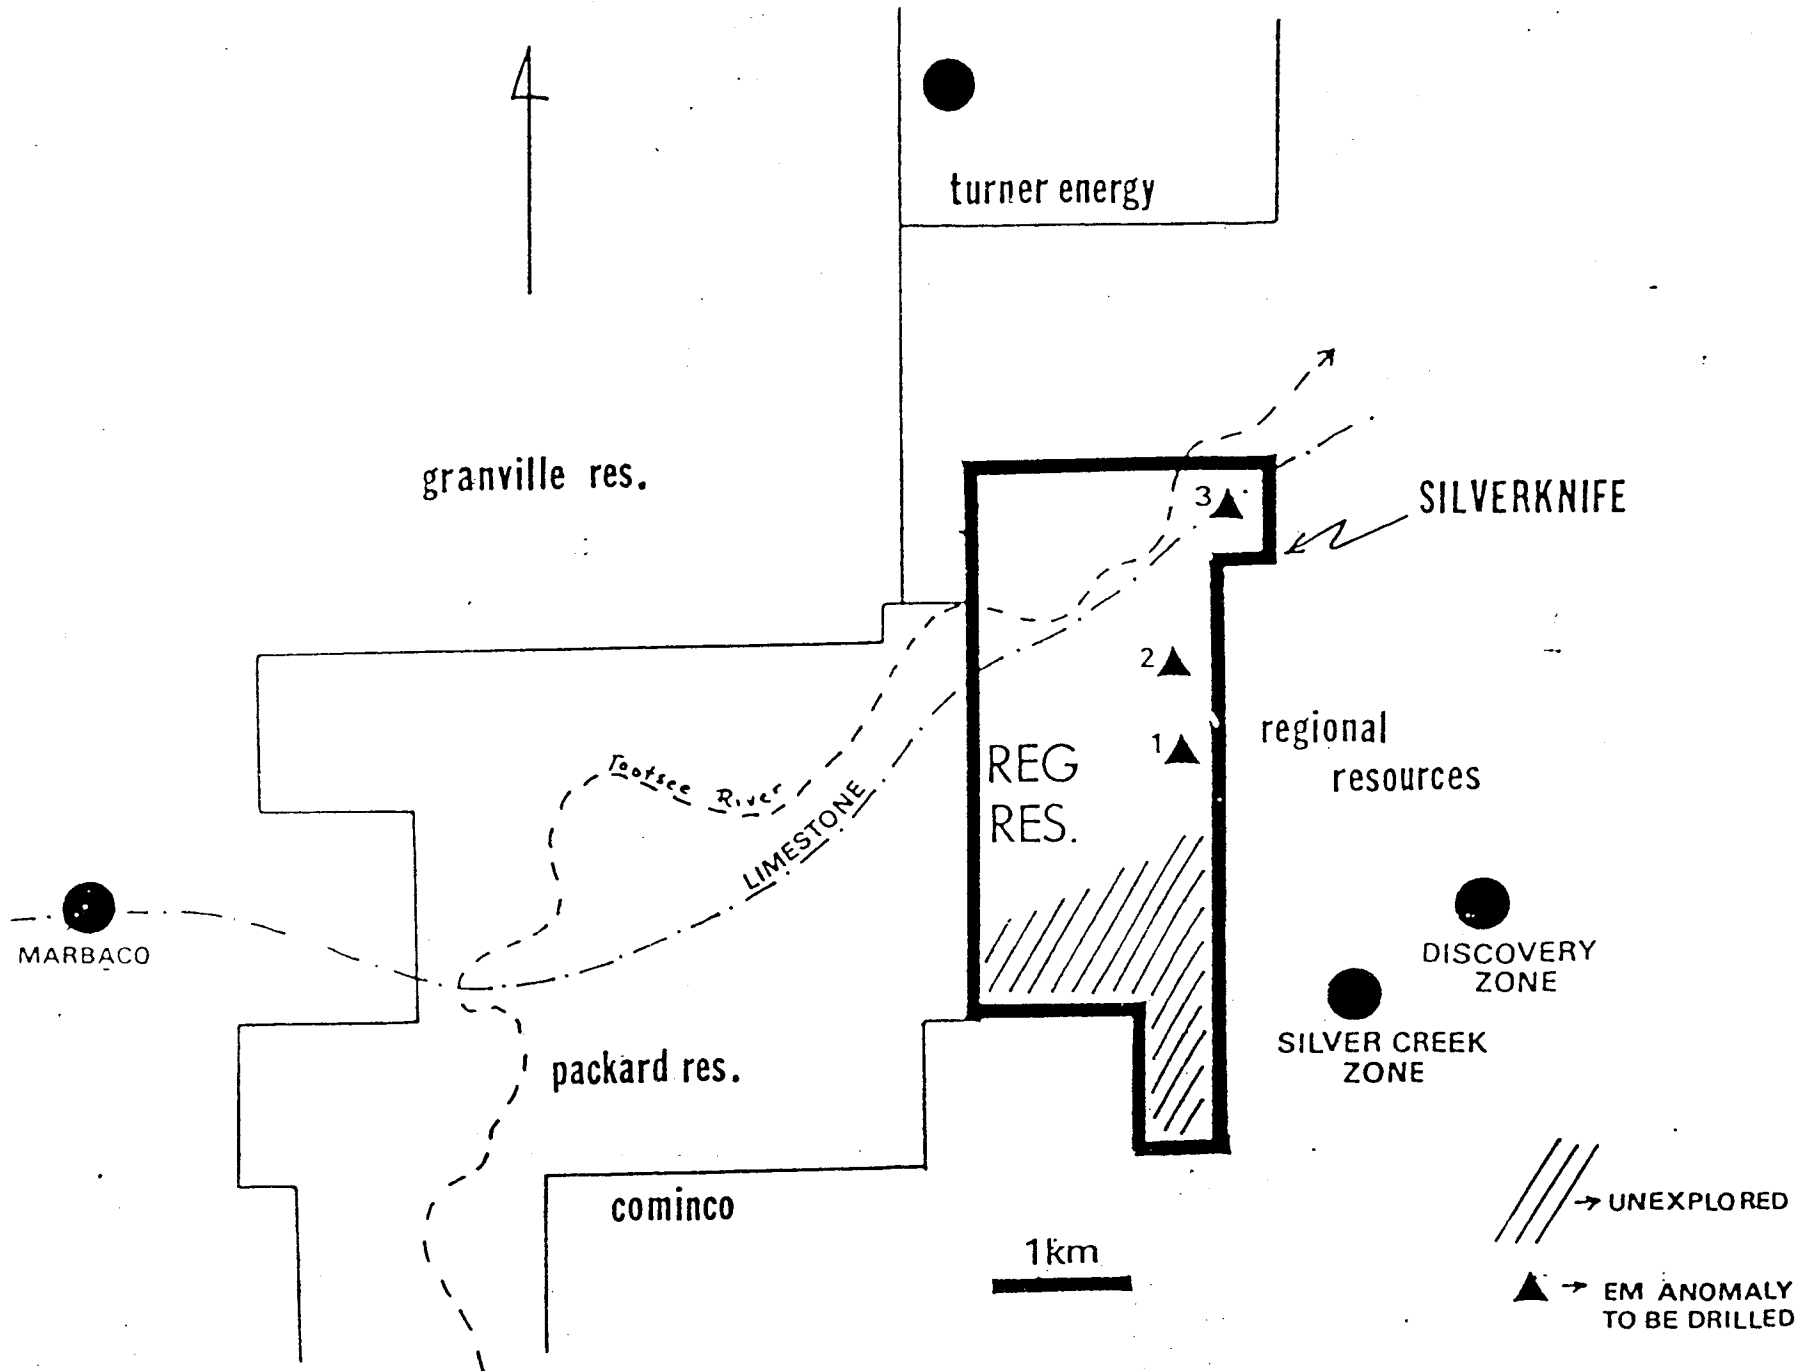 turner energy
granville res.
SILVERKNIFE
3
2
1
regional
resources
REG
RES.
Tootsee River
LIMESTONE
MARBACO
DISCOVERY
ZONE
SILVER CREEK
ZONE
packard res.
cominco
1km
UNEXPLORED
EM ANOMALY
TO BE DRILLED